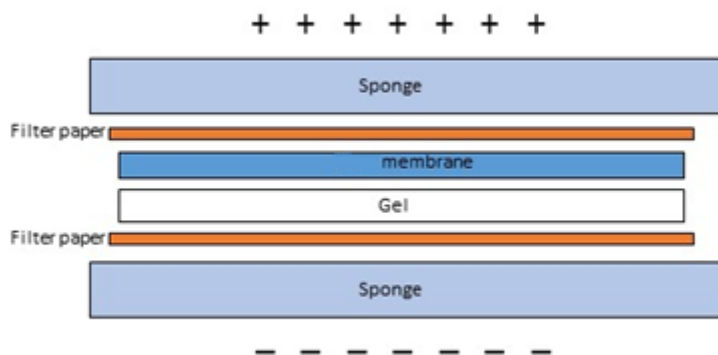 + + + + + + +
Sponge
Filter paper
membrane
Gel
Filter paper
Sponge
– – – – – – –